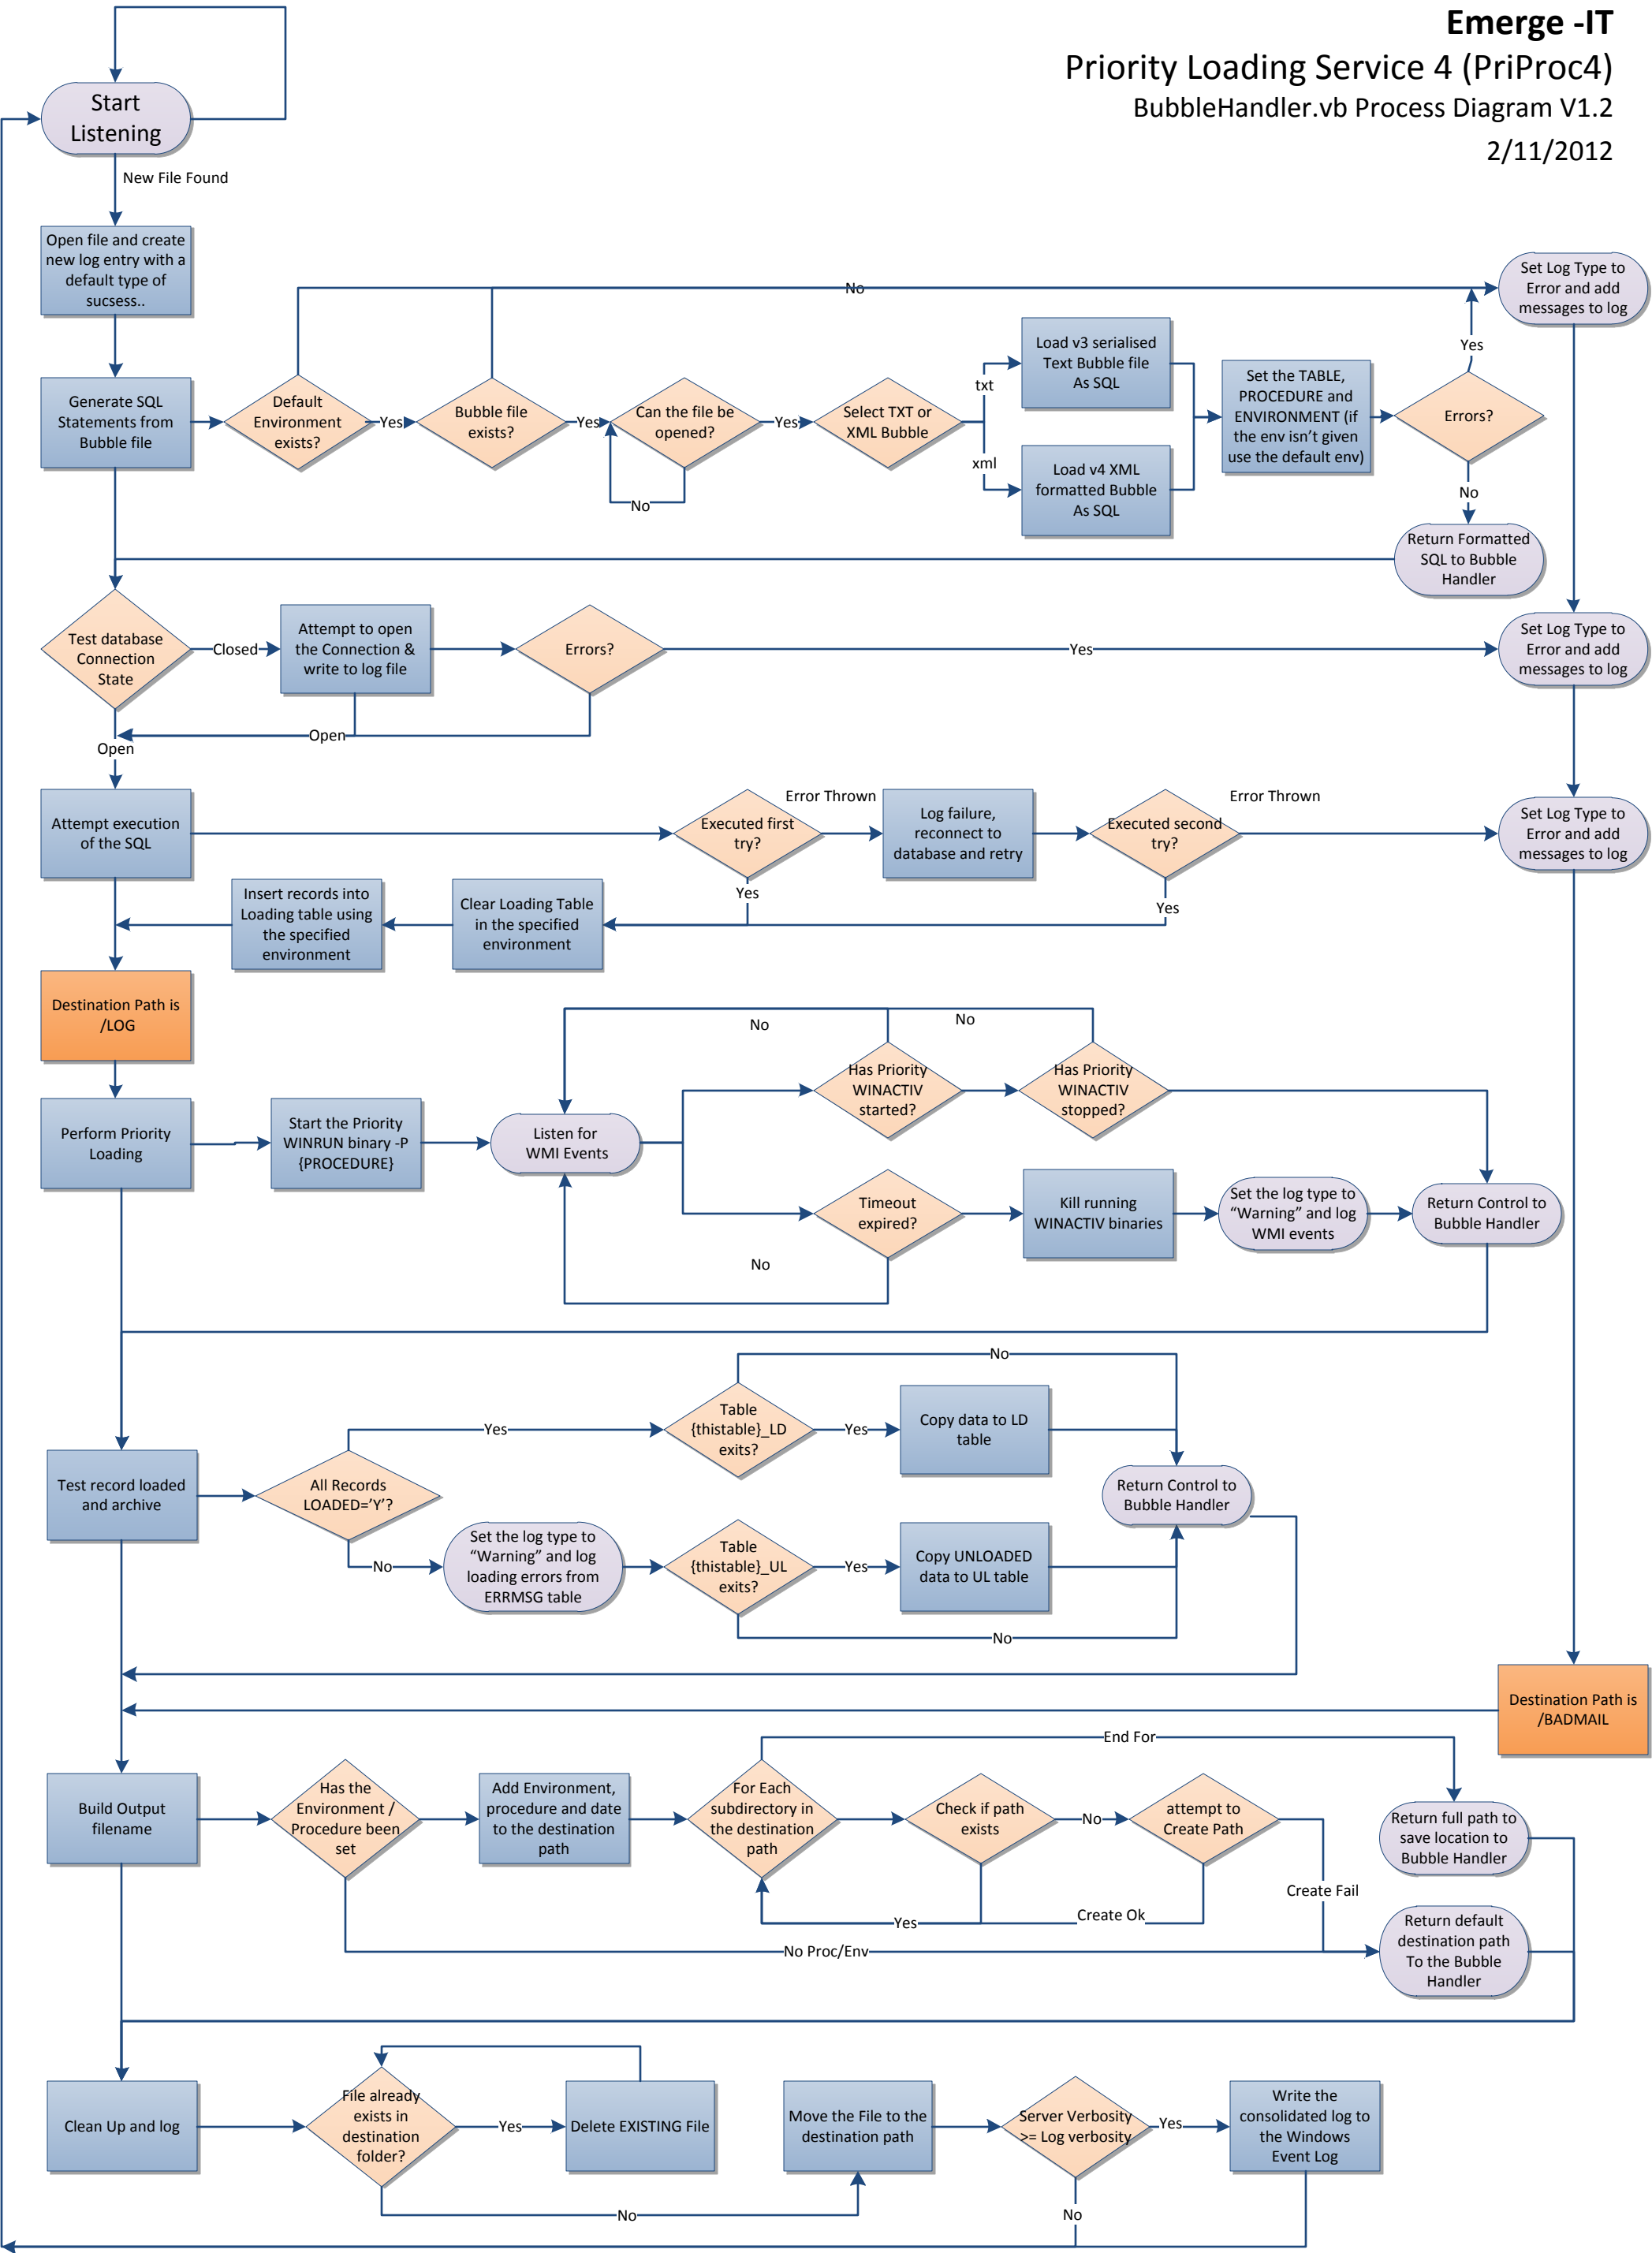 Emerge -IT
Priority Loading Service 4 (PriProc4)
BubbleHandler.vb Process Diagram V1.2
2/11/2012
Start
Listening
New File Found
Open file and create
new log entry with a
default type of
sucsess..
Set Log Type to
Error and add
messages to log
No
Generate SQL
Statements from
Bubble file
Default
Environment
exists?
Yes
Bubble file
exists?
Yes
Can the file be
opened?
No
Yes
Select TXT or
XML Bubble
txt
xml
Load v3 serialised
Text Bubble file
As SQL
Load v4 XML
formatted Bubble
As SQL
Set the TABLE,
PROCEDURE and
ENVIRONMENT (if
the env isn't given
use the default env)
Errors?
Yes
No
Return Formatted
SQL to Bubble
Handler
Test database
Connection
State
Closed
Attempt to open
the Connection &
write to log file
Errors?
Yes
Set Log Type to
Error and add
messages to log
Open
Open
Attempt execution
of the SQL
Executed first
try?
Error Thrown
Log failure,
reconnect to
database and retry
Executed second
try?
Error Thrown
Set Log Type to
Error and add
messages to log
Yes
Yes
Insert records into
Loading table using
the specified
environment
Clear Loading Table
in the specified
environment
Destination Path is
/LOG
No
No
Has Priority
WINACTIV
started?
Has Priority
WINACTIV
stopped?
Perform Priority
Loading
Start the Priority
WINRUN binary -P
{PROCEDURE}
Listen for
WMI Events
Timeout
expired?
Kill running
WINACTIV binaries
Set the log type to
“Warning” and log
WMI events
Return Control to
Bubble Handler
No
No
Table
{thistable}_LD
exits?
Yes
Yes
Copy data to LD
table
Test record loaded
and archive
All Records
LOADED=’Y’?
Return Control to
Bubble Handler
No
Set the log type to
“Warning” and log
loading errors from
ERRMSG table
Table
{thistable}_UL
exits?
Yes
Copy UNLOADED
data to UL table
No
Destination Path is
/BADMAIL
End For
Build Output
filename
Has the
Environment /
Procedure been
set
Add Environment,
procedure and date
to the destination
path
For Each
subdirectory in
the destination
path
Check if path
exists
No
attempt to
Create Path
Return full path to
save location to
Bubble Handler
Create Fail
Yes
Create Ok
No Proc/Env
Return default
destination path
To the Bubble
Handler
Clean Up and log
File already
exists in
destination
folder?
Yes
Delete EXISTING File
Move the File to the
destination path
Server Verbosity
>= Log verbosity
Yes
Write the
consolidated log to
the Windows
Event Log
No
No